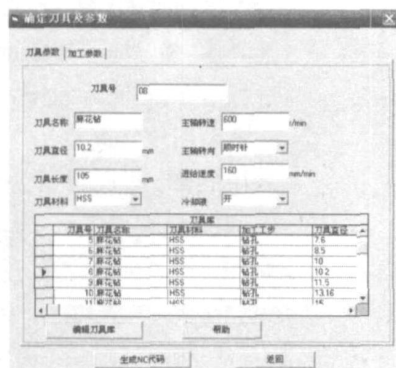 确定刀具及参数
刀具参数 加工参数
刀具号 08
刀具名称 麻花钻 主轴转速 600 r/min
刀具直径 10.2 mm 主轴转向 顺时针
刀具长度 105 mm 进给速度 160 mm/min
刀具材料 HSS 冷却液 开
刀具库
刀具号 刀具名称 刀具材料 加工工步 刀具直径
5 麻花钻 HSS 钻孔 7.6
6 麻花钻 HSS 钻孔 8.5
7 麻花钻 HSS 钻孔 10
8 麻花钻 HSS 钻孔 10.2
9 麻花钻 HSS 钻孔 11.5
10 麻花钻 HSS 钻孔 13.16
11 麻花钻 HSS 钻孔 15
编辑刀具库 帮助
生成NC代码 返回